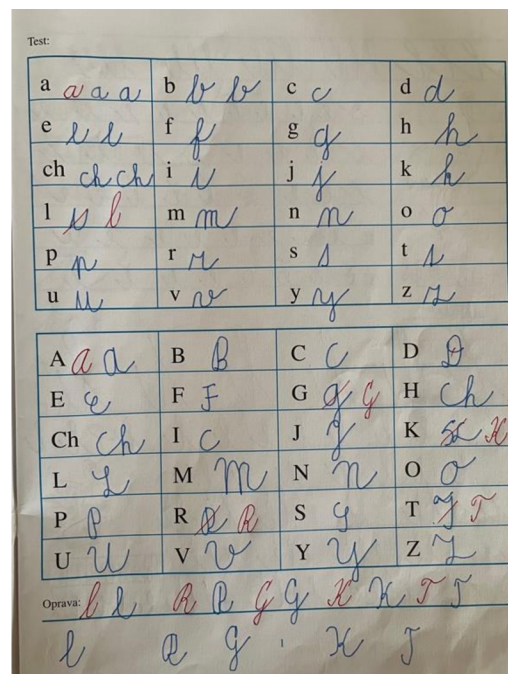 Test:
a a a a b b b c c d d
e e e f f g g h h
ch ch ch i i j j k k
l s l m m n n o o
p p r r s s t s
u u v v y y z z
A a a B B C C D D
E e F F G g G H Ch
Ch Ch I C J J K K
L L M M N N O O
P P R R R S S T T T
U U V V Y Y Z Z
Oprava: l l R R G G K K T T
l R G K T